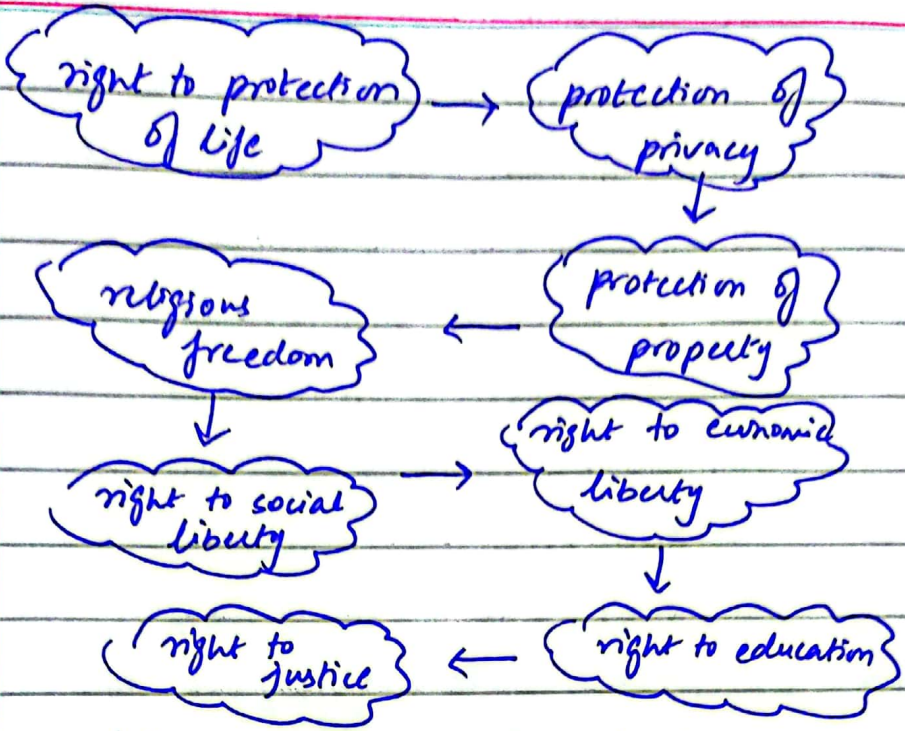 right to protection
of life
protection of
privacy
protection of
property
religious
freedom
right to social
liberty
right to economic
liberty
right to education
right to
justice